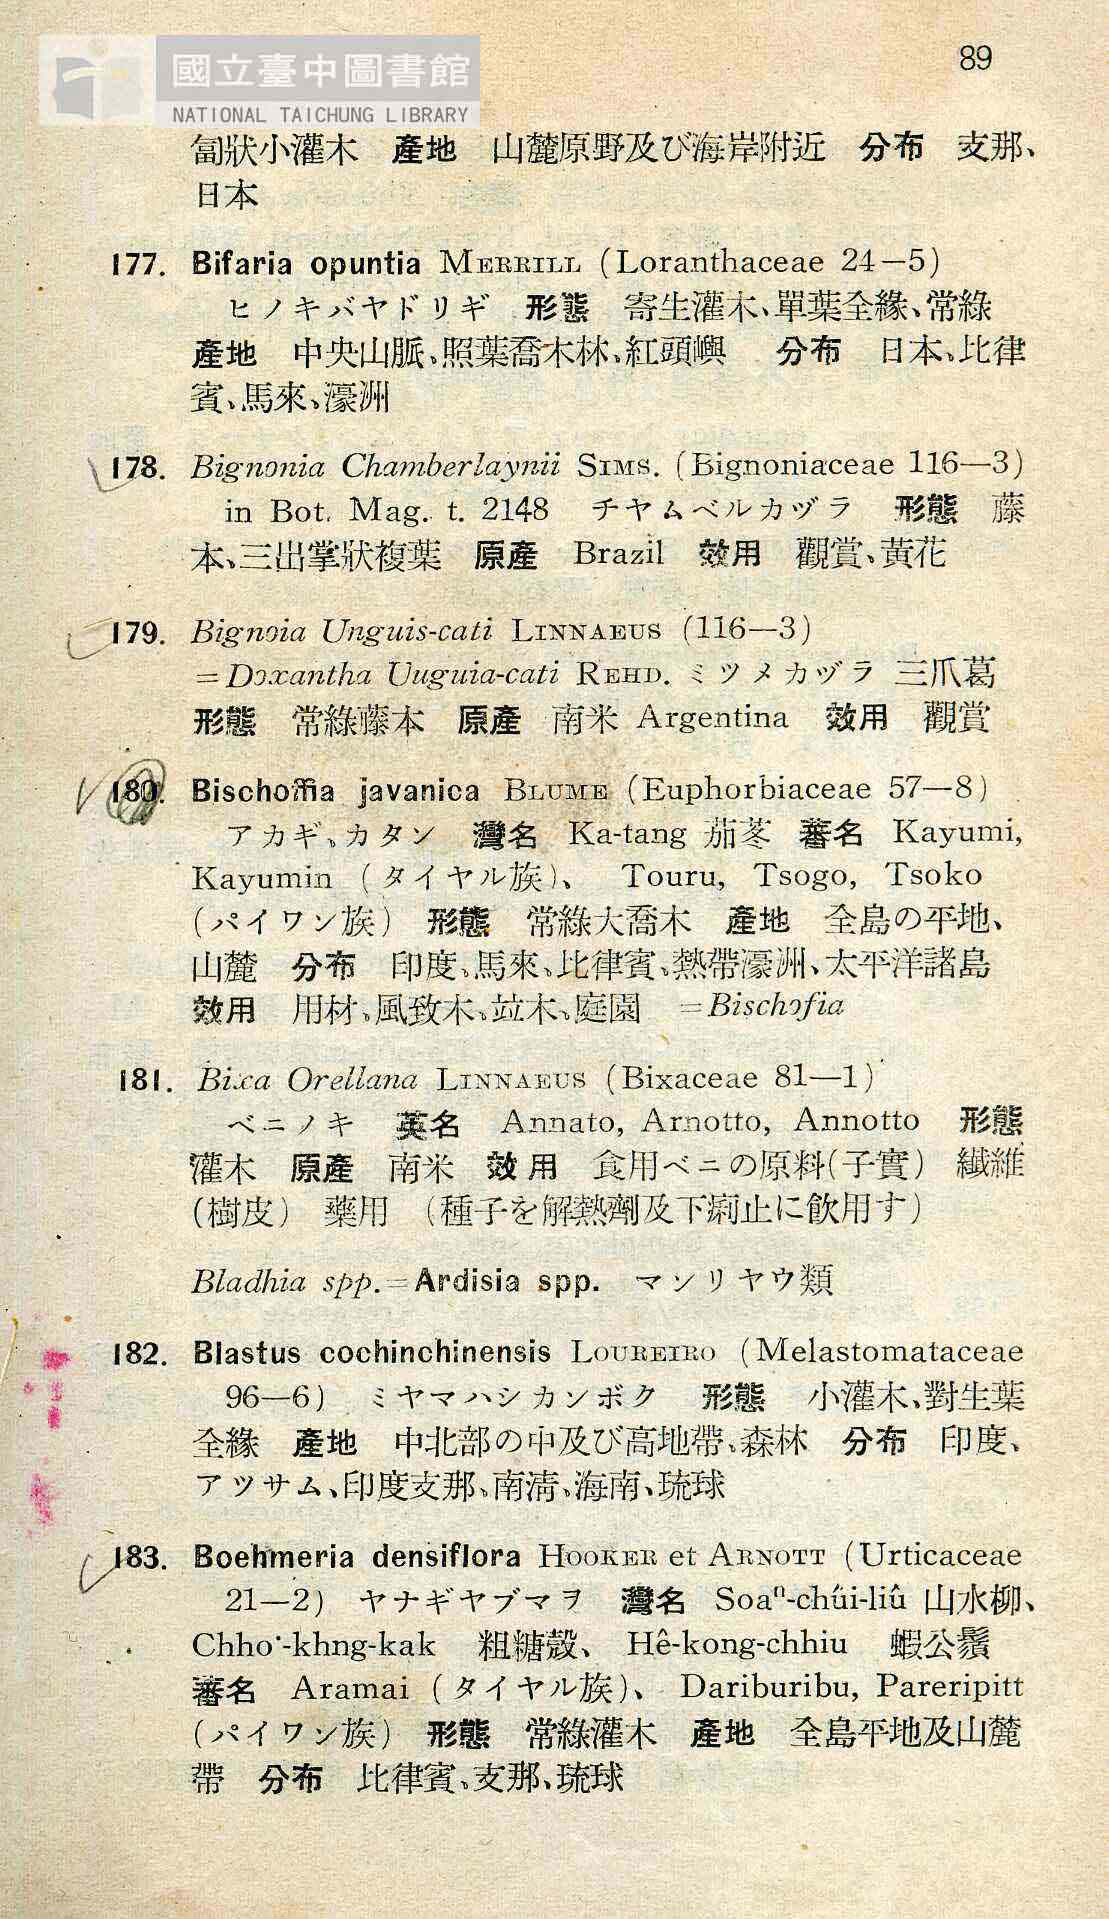 國立臺中圖書館
NATIONAL TAICHUNG LIBRARY
89
匐狀小灌木 產地 山麓原野及び海岸附近 分布 支那、
日本
177. Bifaria opuntia MERRILL (Loranthaceae 24—5)
ヒノキバヤドリギ 形態 寄生灌木、單葉全緣、常綠
產地 中央山脈、照葉喬木林、紅頭嶼 分布 日本、比律
賓、馬來、濠洲
178. Bignonia Chamberlaynii SIMS. (Bignoniaceae 116—3)
in Bot. Mag. t. 2148 チヤムベルカヅラ 形態 藤
本、三出掌狀複葉 原產 Brazil 效用 觀賞、黃花
179. Bignoia Unguis-cati LINNAEUS (116—3)
=Doxantha Uuguia-cati REHD. ミツメカヅラ 三爪葛
形態 常綠藤本 原產 南米 Argentina 效用 觀賞
180. Bischoffia javanica BLUME (Euphorbiaceae 57—8)
アカギ、カタン 灣名 Ka-tang 茄苳 蕃名 Kayumi,
Kayumin (タイヤル族)、 Touru, Tsogo, Tsoko
(パイワン族) 形態 常綠大喬木 產地 全島の平地、
山麓 分布 印度、馬來、比律賓、熱帶濠洲、太平洋諸島
效用 用材、風致木、竝木、庭園 =Bischofia
181. Bixa Orellana LINNAEUS (Bixaceae 81—1)
ベニノキ 英名 Annato, Arnotto, Annotto 形態
灌木 原產 南米 效用 食用ベニの原料(子實) 纎維
(樹皮) 藥用 (種子を解熱劑及下痢止に飮用す)
Bladhia spp.=Ardisia spp. マンリヤウ類
182. Blastus cochinchinensis LOUREIRO (Melastomataceae
96—6) ミヤマハシカンボク 形態 小灌木、對生葉
全緣 產地 中北部の中及び高地帶、森林 分布 印度、
アツサム、印度支那、南淸、海南、琉球
183. Boehmeria densiflora HOOKER et ARNOTT (Urticaceae
21—2) ヤナギヤブマヲ 灣名 Soaⁿ-chúi-liû 山水柳、
Chho͘-khng-kak 粗糖殼、 Hê-kong-chhiu 蝦公鬚
蕃名 Aramai (タイヤル族)、 Dariburibu, Pareripitt
(パイワン族) 形態 常綠灌木 產地 全島平地及山麓
帶 分布 比律賓、支那、琉球